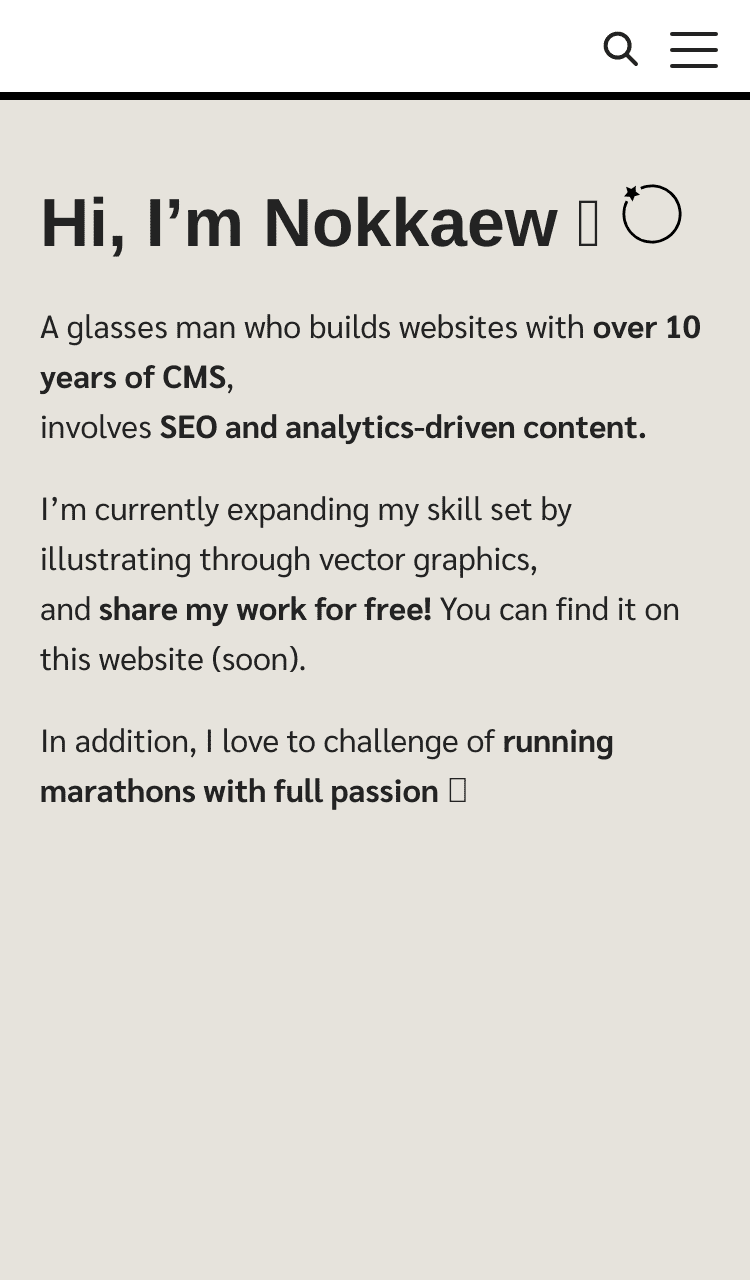 Hi, I’m Nokkaew
A glasses man who builds websites with over 10
years of CMS,
involves SEO and analytics-driven content.
I’m currently expanding my skill set by
illustrating through vector graphics,
and share my work for free! You can find it on
this website (soon).
In addition, I love to challenge of running
marathons with full passion